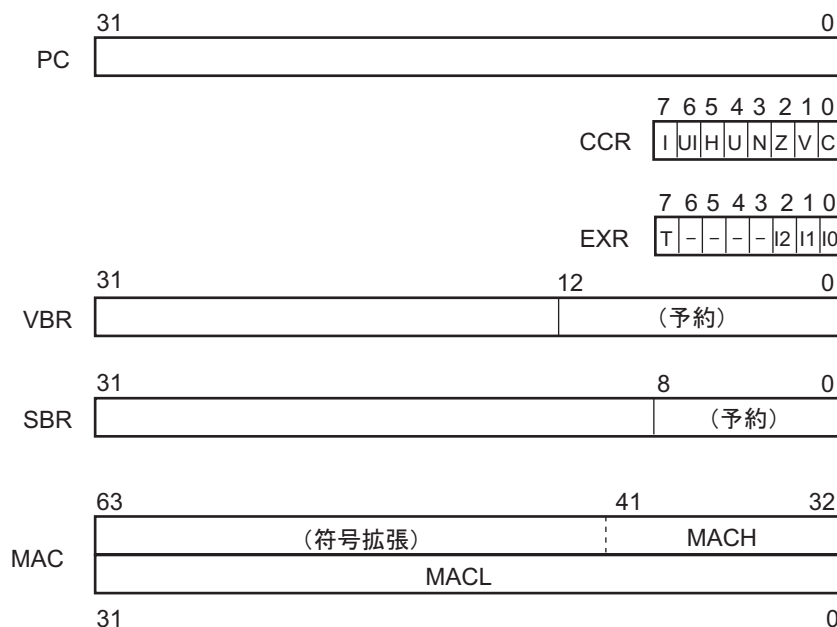 31 0
PC
7 6 5 4 3 2 1 0
CCR I UI H U N Z V C
7 6 5 4 3 2 1 0
EXR T – – – – I2 I1 I0
31 12 0
VBR (予約)
31 8 0
SBR (予約)
63 41 32
(符号拡張) MACH
MAC
MACL
31 0